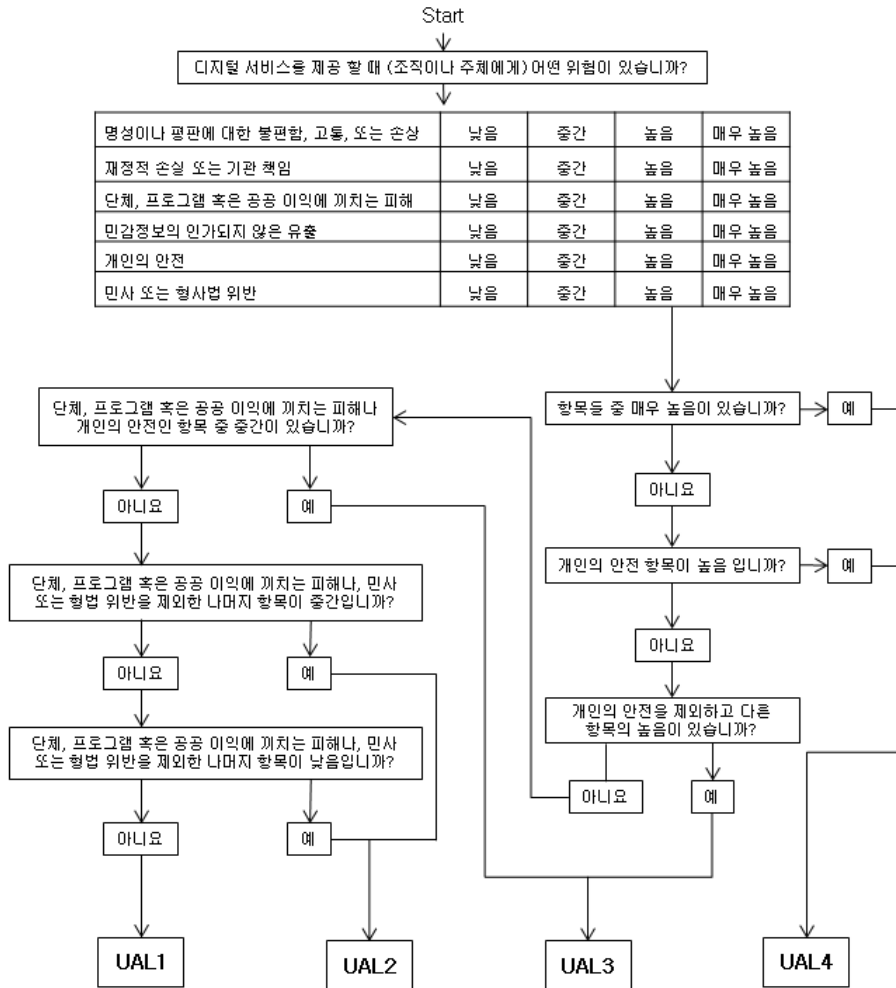 Start
디지털 서비스를 제공 할 때 (조직이나 주체에게) 어떤 위험이 있습니까?
명성이나 평판에 대한 불편함, 고통, 또는 손상 낮음 중간 높음 매우 높음
재정적 손실 또는 기관 책임 낮음 중간 높음 매우 높음
단체, 프로그램 혹은 공공 이익에 끼치는 피해 낮음 중간 높음 매우 높음
민감정보의 인가되지 않은 유출 낮음 중간 높음 매우 높음
개인의 안전 낮음 중간 높음 매우 높음
민사 또는 형사법 위반 낮음 중간 높음 매우 높음
항목들 중 매우 높음이 있습니까?
예
아니요
개인의 안전 항목이 높음 입니까?
예
아니요
개인의 안전을 제외하고 다른
항목의 높음이 있습니까?
아니요
예
단체, 프로그램 혹은 공공 이익에 끼치는 피해나
개인의 안전인 항목 중 중간이 있습니까?
아니요
예
단체, 프로그램 혹은 공공 이익에 끼치는 피해나, 민사
또는 형법 위반을 제외한 나머지 항목이 중간입니까?
아니요
예
단체, 프로그램 혹은 공공 이익에 끼치는 피해나, 민사
또는 형법 위반을 제외한 나머지 항목이 낮음입니까?
아니요
예
UAL1
UAL2
UAL3
UAL4